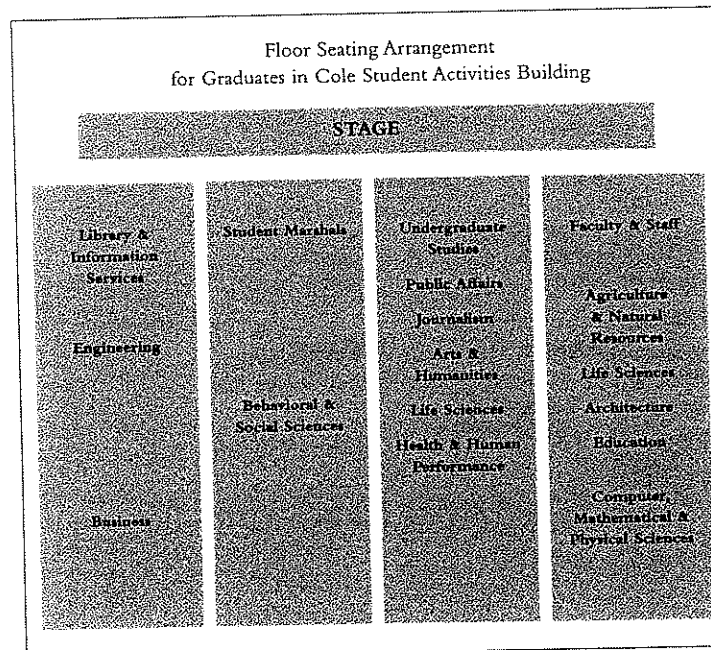 Floor Seating Arrangement
for Graduates in Cole Student Activities Building
STAGE
Library &
Information
Services
Engineering
Business
Student Marshals
Behavioral &
Social Sciences
Undergraduate
Studies
Public Affairs
Journalism
Arts &
Humanities
Life Sciences
Health & Human
Performance
Faculty & Staff
Agriculture
& Natural
Resources
Life Sciences
Architecture
Education
Computer,
Mathematical &
Physical Sciences